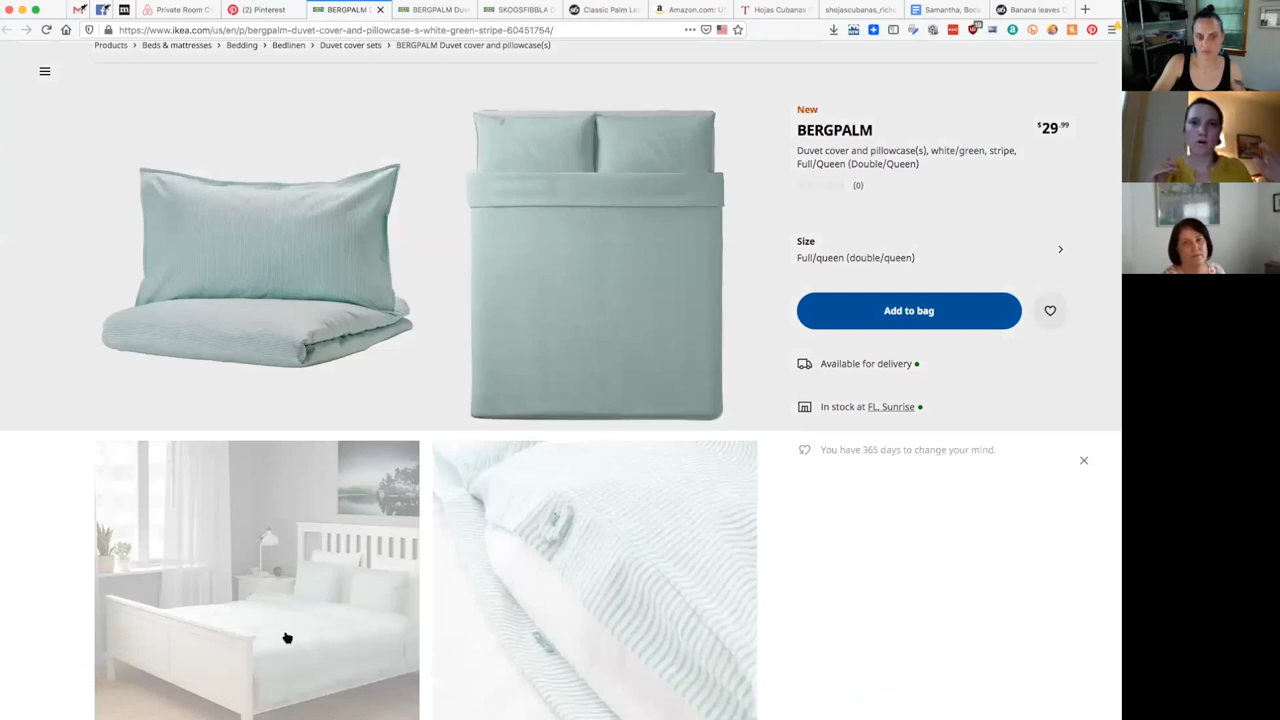 Private Room Cl
(2) Pinterest
BERGPALM D
BERGPALM Duv
SKOGSFIBBLA D
Classic Palm Le
Amazon.com: U
Hojas Cubanas
shojascubanas_rich
Samantha, Boca
Banana leaves C
https://www.ikea.com/us/en/p/bergpalm-duvet-cover-and-pillowcase-s-white-green-stripe-60451754/
Products › Beds & mattresses › Bedding › Bedlinen › Duvet cover sets › BERGPALM Duvet cover and pillowcase(s)
New
BERGPALM
$29.99
Duvet cover and pillowcase(s), white/green, stripe,
Full/Queen (Double/Queen)
(0)
Size
Full/queen (double/queen)
Add to bag
Available for delivery
In stock at FL, Sunrise
You have 365 days to change your mind.